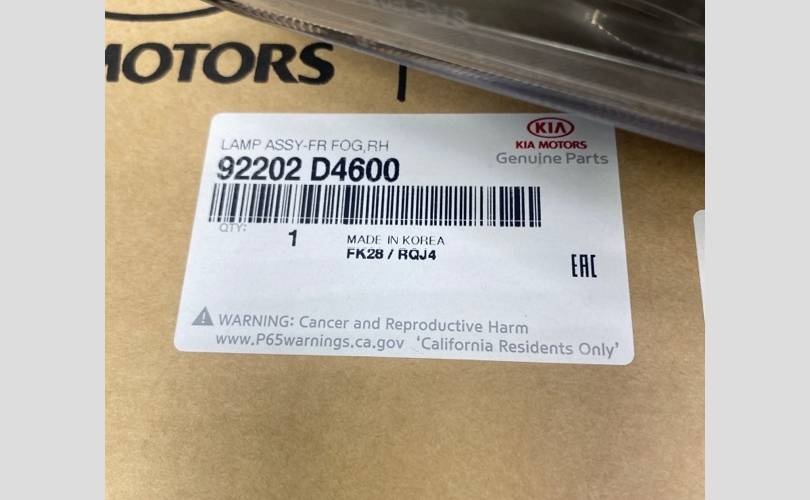 MOTORS
LAMP ASSY-FR FOG,RH
92202 D4600
KIA
KIA MOTORS
Genuine Parts
QTY: 1
MADE IN KOREA
FK28 / RQJ4
EAC
WARNING: Cancer and Reproductive Harm
www.P65warnings.ca.gov 'California Residents Only'